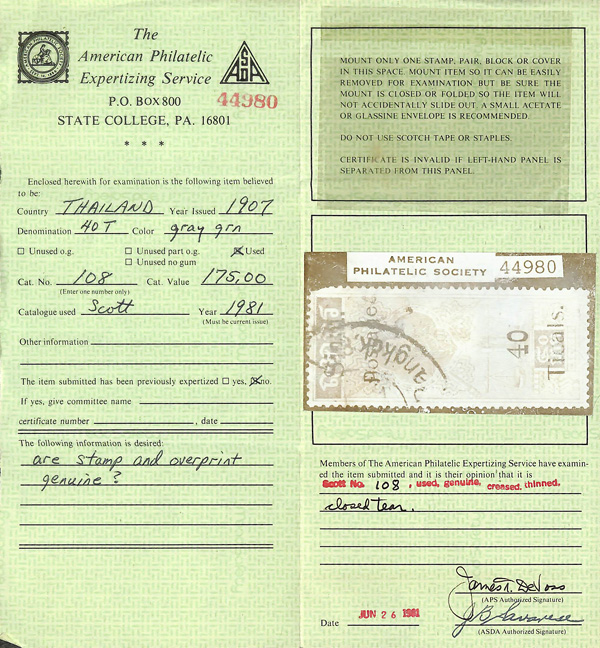 The
American Philatelic
Expertizing Service
P.O. BOX 800
44980
STATE COLLEGE, PA. 16801
* * *
Enclosed herewith for examination is the following item believed
to be:
Country THAILAND Year Issued 1907
Denomination 40T Color gray grn
☐ Unused o.g. ☐ Unused part o.g. ☒ Used
☐ Unused no gum
Cat. No. 108 Cat. Value 175.00
(Enter one number only)
Catalogue used Scott Year 1981
(Must be current issue)
Other information
The item submitted has been previously expertized ☐ yes, ☒ no.
If yes, give committee name
certificate number , date
The following information is desired:
are stamp and overprint
genuine?
ASDA
MOUNT ONLY ONE STAMP, PAIR, BLOCK OR COVER
IN THIS SPACE. MOUNT ITEM SO IT CAN BE EASILY
REMOVED FOR EXAMINATION BUT BE SURE THE
MOUNT IS CLOSED OR FOLDED SO THE ITEM WILL
NOT ACCIDENTALLY SLIDE OUT. A SMALL ACETATE
OR GLASSINE ENVELOPE IS RECOMMENDED.
DO NOT USE SCOTCH TAPE OR STAPLES.
CERTIFICATE IS INVALID IF LEFT-HAND PANEL IS
SEPARATED FROM THIS PANEL.
AMERICAN
PHILATELIC SOCIETY 44980
40
Ticals.
Members of The American Philatelic Expertizing Service have examin-
ed the item submitted and it is their opinion that it is
Scott No. 108, used, genuine, creased, thinned,
closed tear.
James T. DeVoss
(APS Authorized Signature)
Date JUN 26 1981
J B Savarese
(ASDA Authorized Signature)